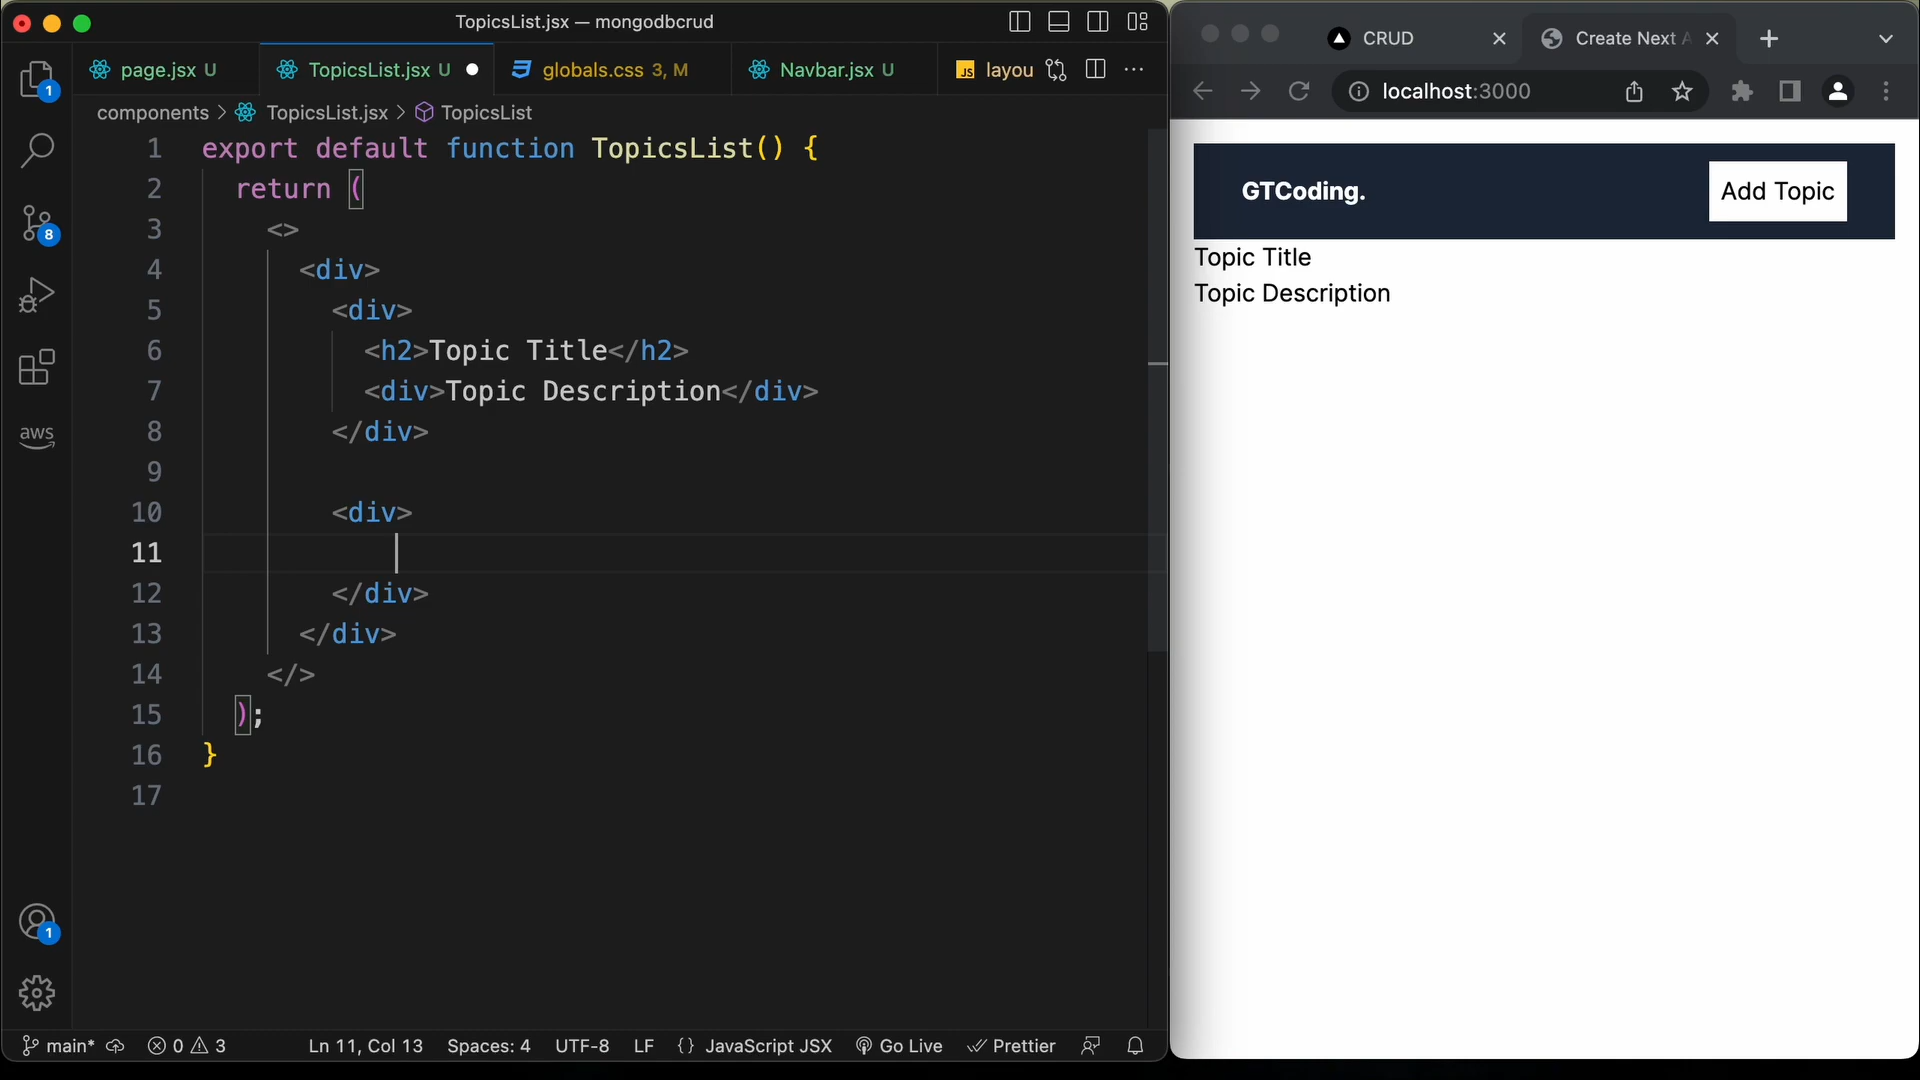 TopicsList.jsx — mongodbcrud
page.jsx U
TopicsList.jsx U
globals.css 3, M
Navbar.jsx U
JS layou
components > TopicsList.jsx > TopicsList
1 export default function TopicsList() {
2 return (
3 <>
4 <div>
5 <div>
6 <h2>Topic Title</h2>
7 <div>Topic Description</div>
8 </div>
9
10 <div>
11
12 </div>
13 </div>
14 </>
15 );
16 }
17
1
8
aws
1
main* 0 3 Ln 11, Col 13 Spaces: 4 UTF-8 LF {} JavaScript JSX Go Live Prettier
CRUD
Create Next A
localhost:3000
GTCoding.
Add Topic
Topic Title
Topic Description